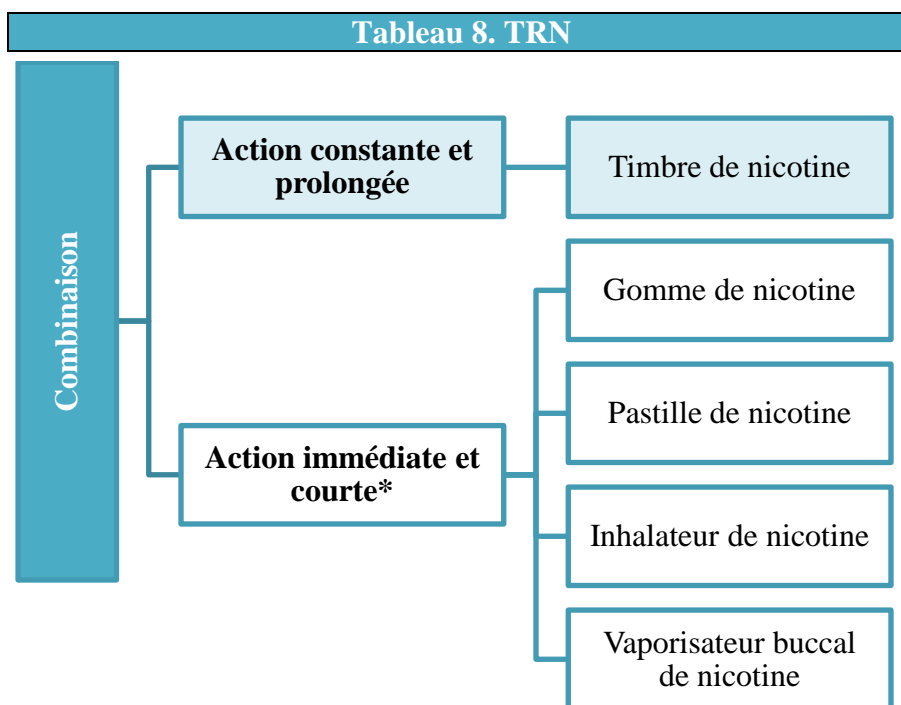 Tableau 8. TRN
Combinaison
Action constante et
prolongée
Timbre de nicotine
Action immédiate et
courte*
Gomme de nicotine
Pastille de nicotine
Inhalateur de nicotine
Vaporisateur buccal
de nicotine